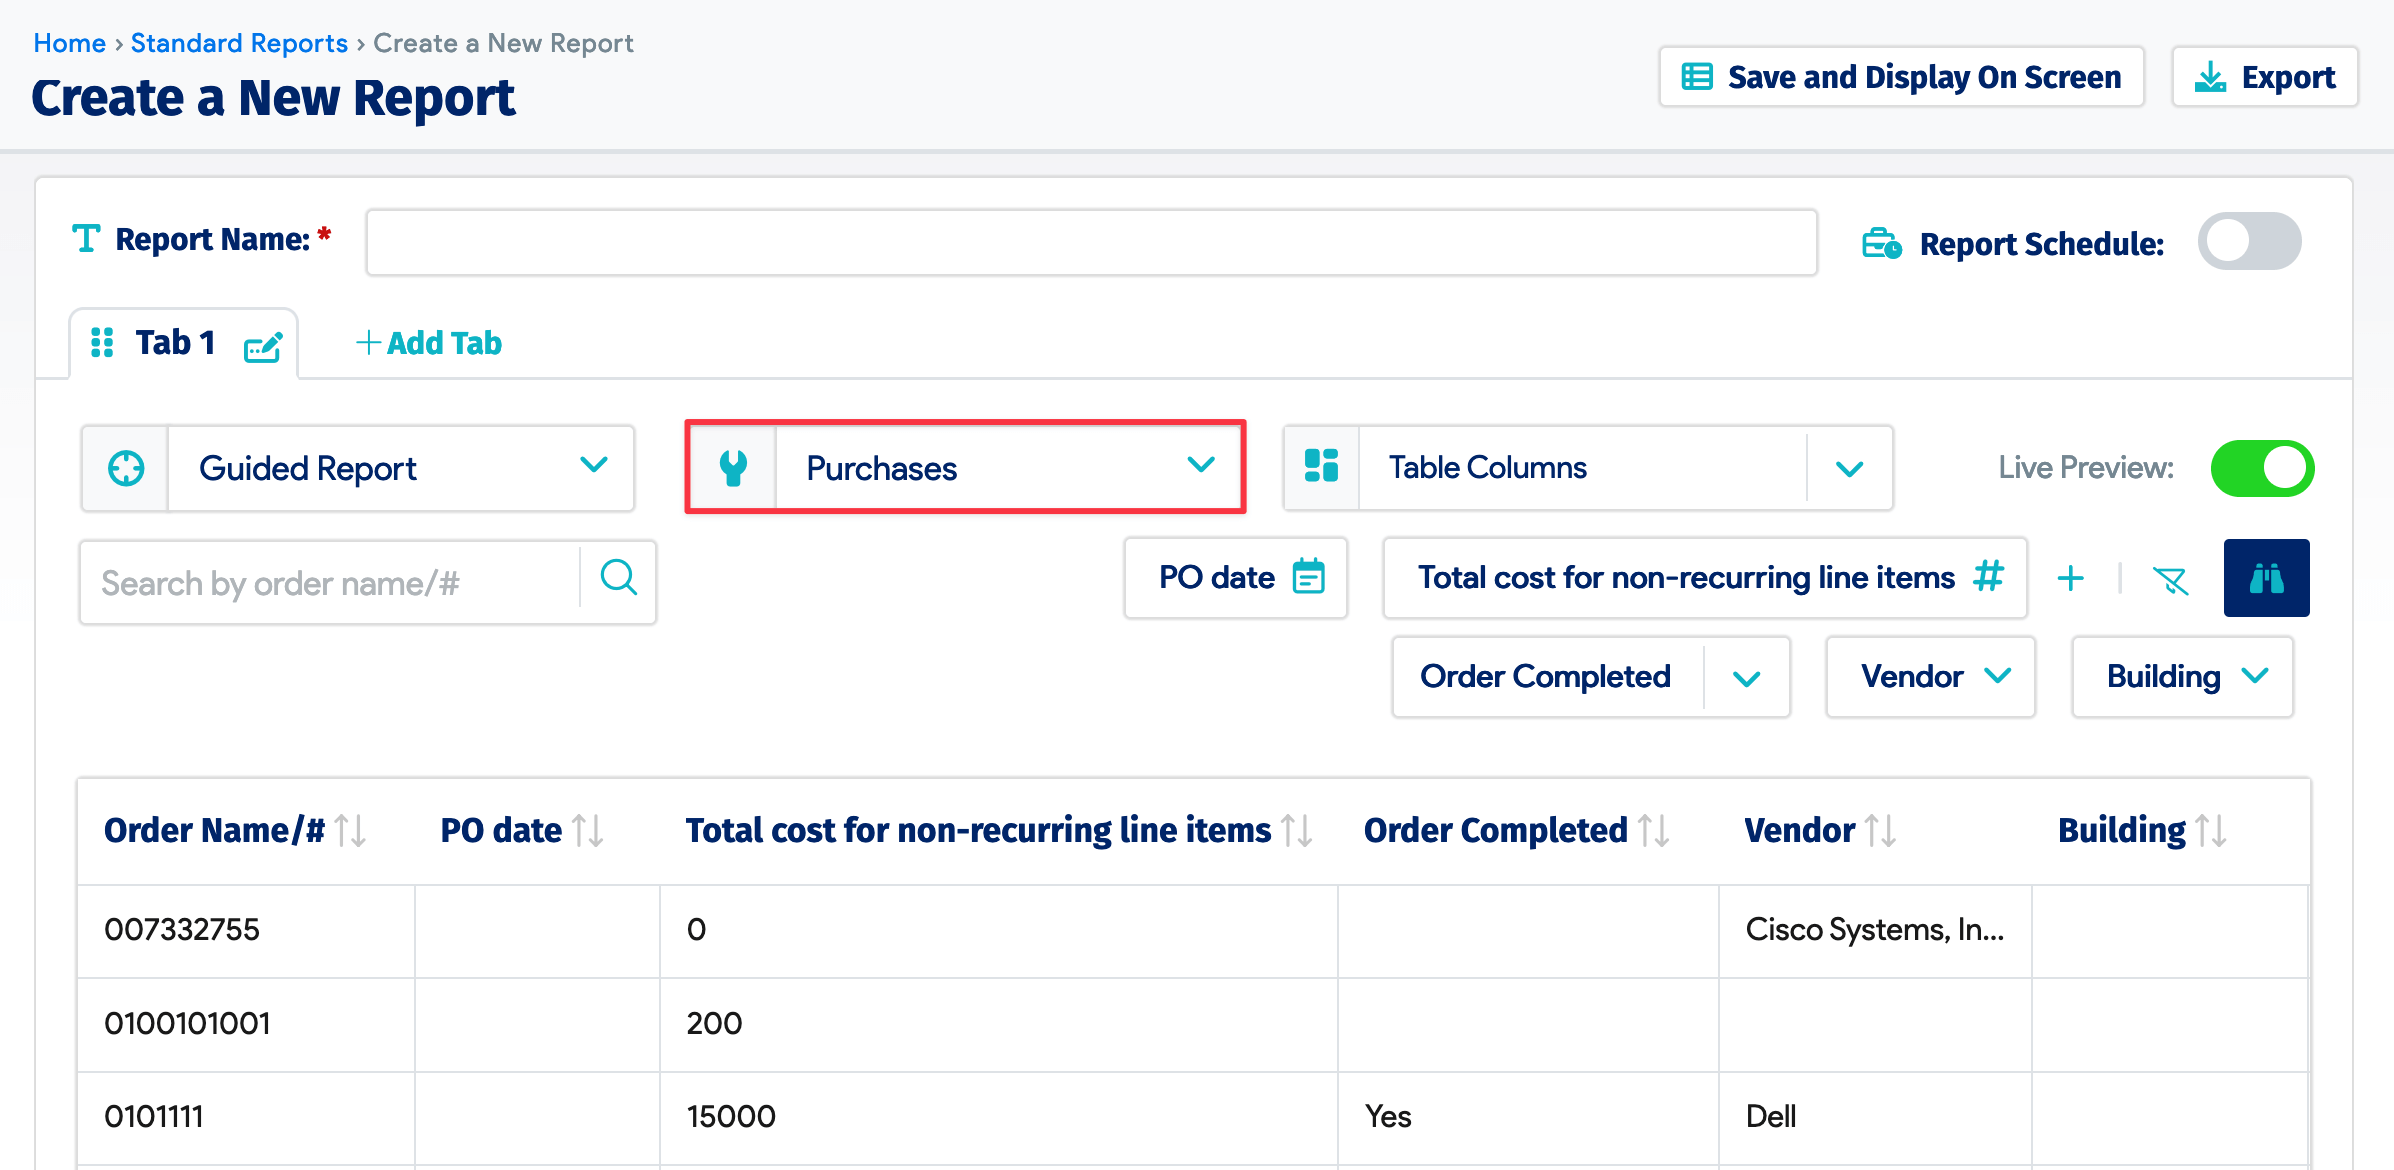 Home › Standard Reports › Create a New Report
Create a New Report
Save and Display On Screen
Export
Report Name: *
Report Schedule:
Tab 1
+ Add Tab
Guided Report
Purchases
Table Columns
Live Preview:
Search by order name/#
PO date
Total cost for non-recurring line items #
+
Order Completed
Vendor
Building
Order Name/# PO date Total cost for non-recurring line items Order Completed Vendor Building
007332755 0 Cisco Systems, In...
0100101001 200
0101111 15000 Yes Dell